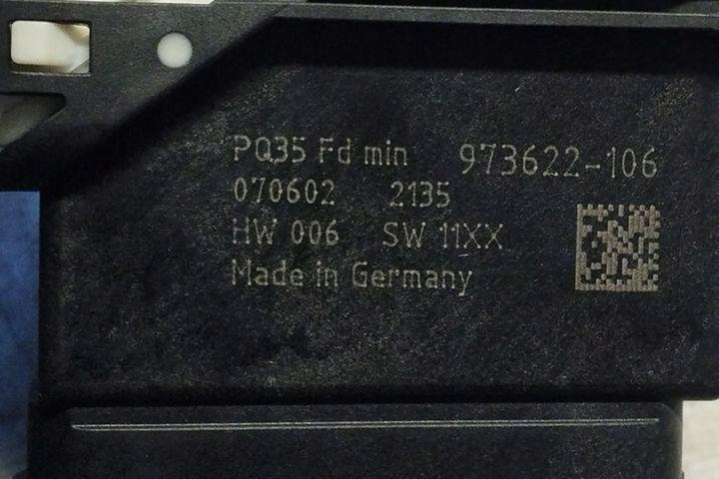 PQ35 Fd min 973622-106
070602 2135
HW 006 SW 11XX
Made in Germany